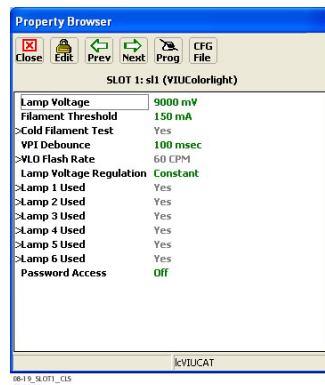 Property Browser
Close Edit Prev Next Prog CFG File
SLOT 1: sl1 (VIUColorlight)
Lamp Voltage 9000 mV
Filament Threshold 150 mA
>Cold Filament Test Yes
VPI Debounce 100 msec
>VLO Flash Rate 60 CPM
Lamp Voltage Regulation Constant
>Lamp 1 Used Yes
>Lamp 2 Used Yes
>Lamp 3 Used Yes
>Lamp 4 Used Yes
>Lamp 5 Used Yes
>Lamp 6 Used Yes
Password Access Off
lcVIUCAT
08-19_SLOT1_CLS